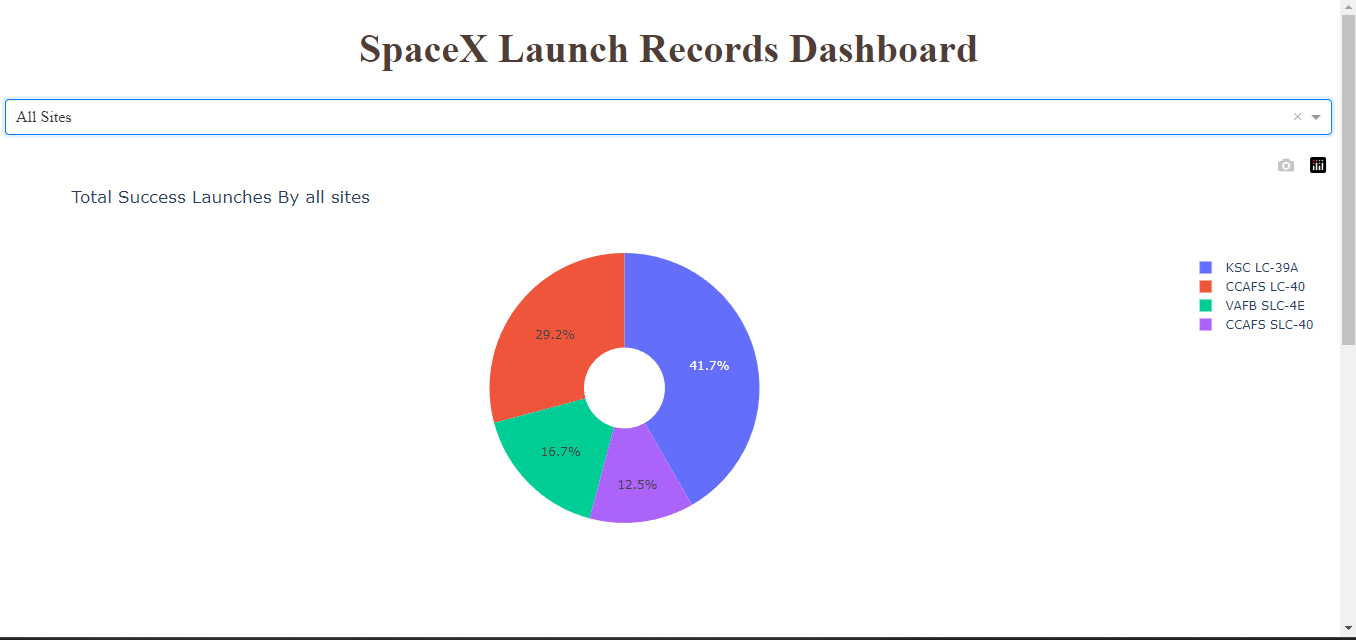 SpaceX Launch Records Dashboard
All Sites
Total Success Launches By all sites
KSC LC-39A
CCAFS LC-40
VAFB SLC-4E
CCAFS SLC-40
29.2%
41.7%
16.7%
12.5%